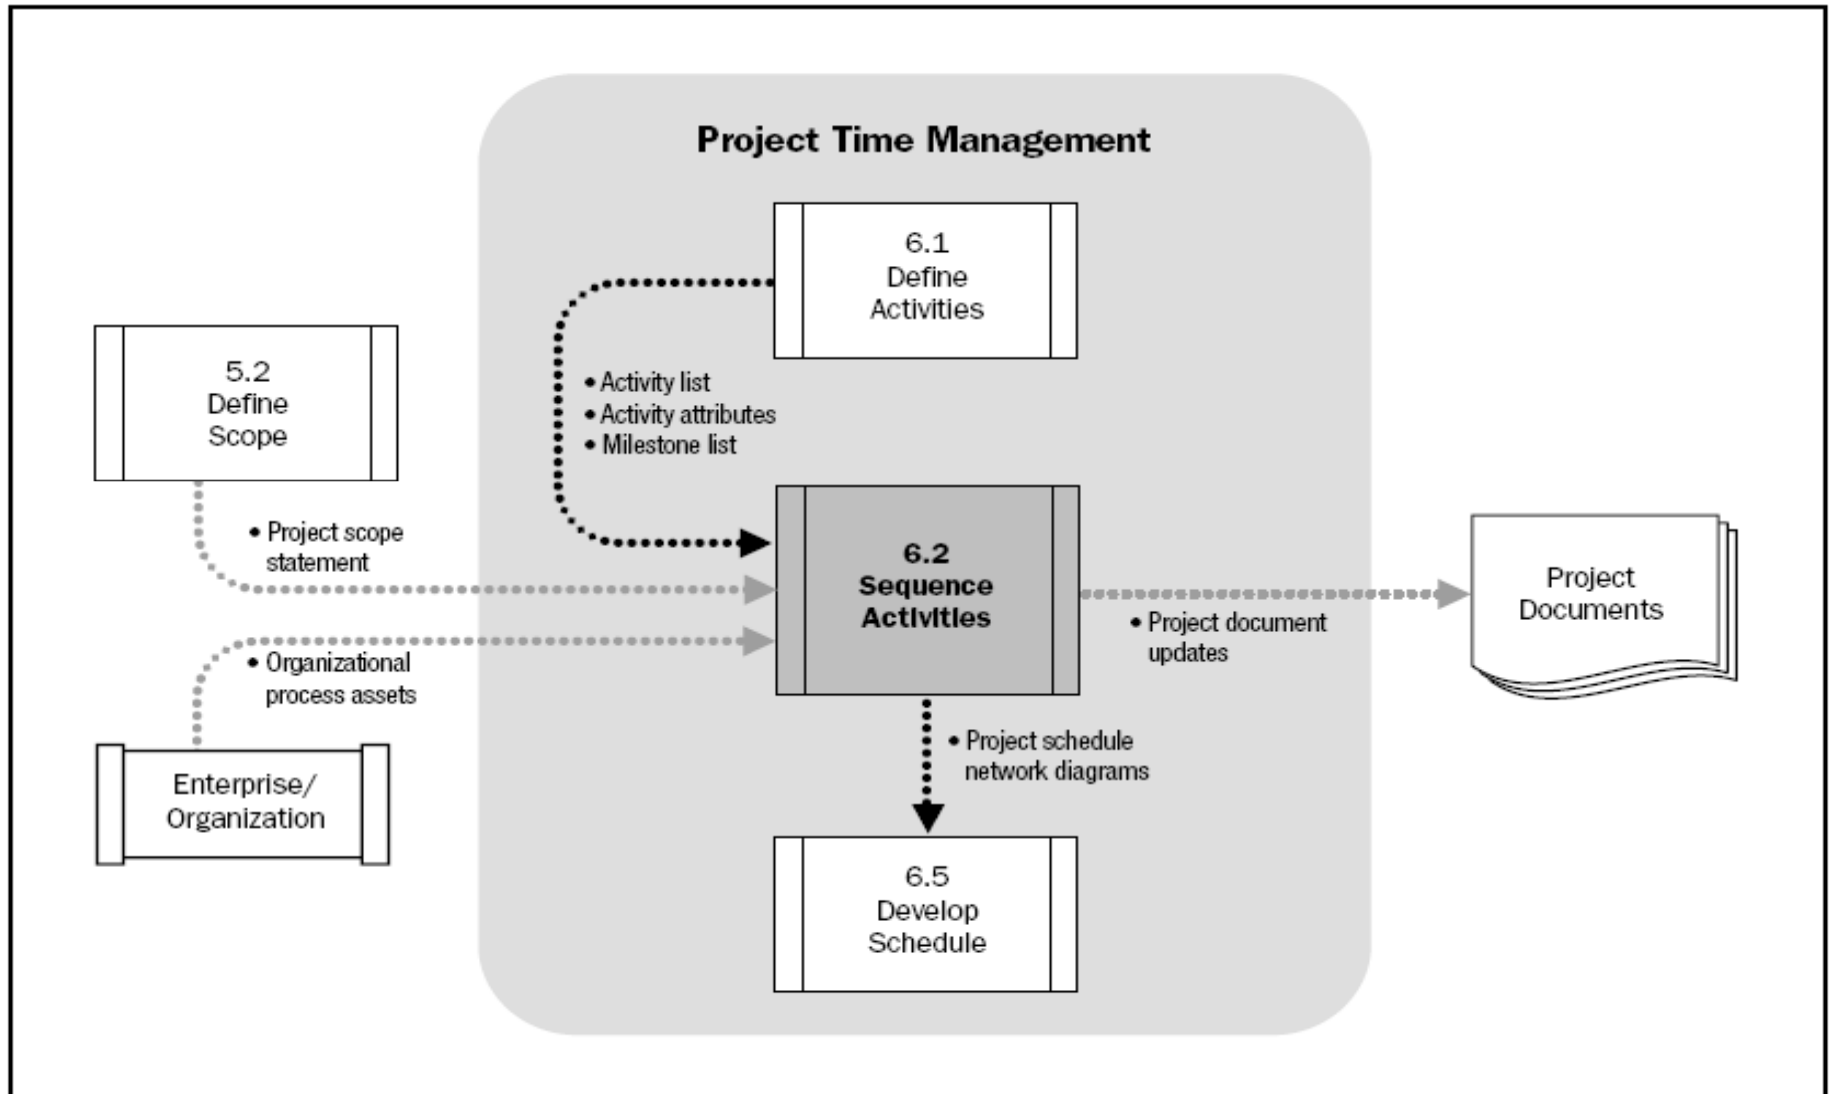 Project Time Management
6.1
Define
Activities
5.2
Define
Scope
• Activity list
• Activity attributes
• Milestone list
• Project scope
statement
6.2
Sequence
Activities
Project
Documents
• Project document
updates
• Organizational
process assets
• Project schedule
network diagrams
Enterprise/
Organization
6.5
Develop
Schedule